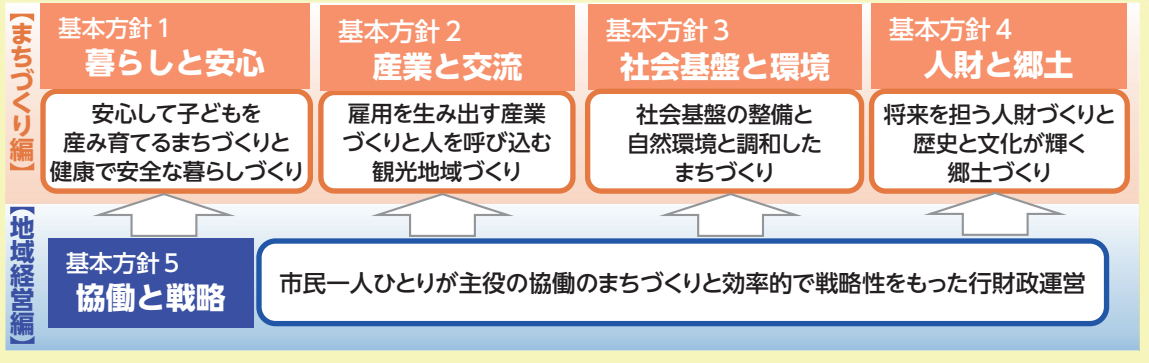 【まちづくり編】
基本方針1
暮らしと安心
安心して子どもを
産み育てるまちづくりと
健康で安全な暮らしづくり
基本方針2
産業と交流
雇用を生み出す産業
づくりと人を呼び込む
観光地域づくり
基本方針3
社会基盤と環境
社会基盤の整備と
自然環境と調和した
まちづくり
基本方針4
人財と郷土
将来を担う人財づくりと
歴史と文化が輝く
郷土づくり
【地域経営編】
基本方針5
協働と戦略
市民一人ひとりが主役の協働のまちづくりと効率的で戦略性をもった行財政運営